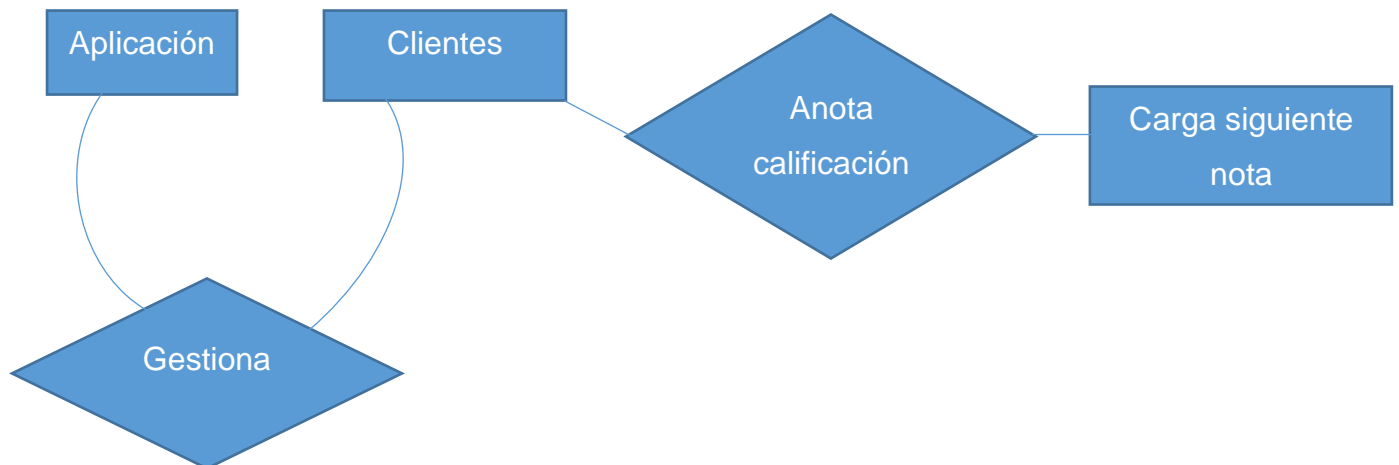 Aplicación
Clientes
Anota
calificación
Carga siguiente
nota
Gestiona